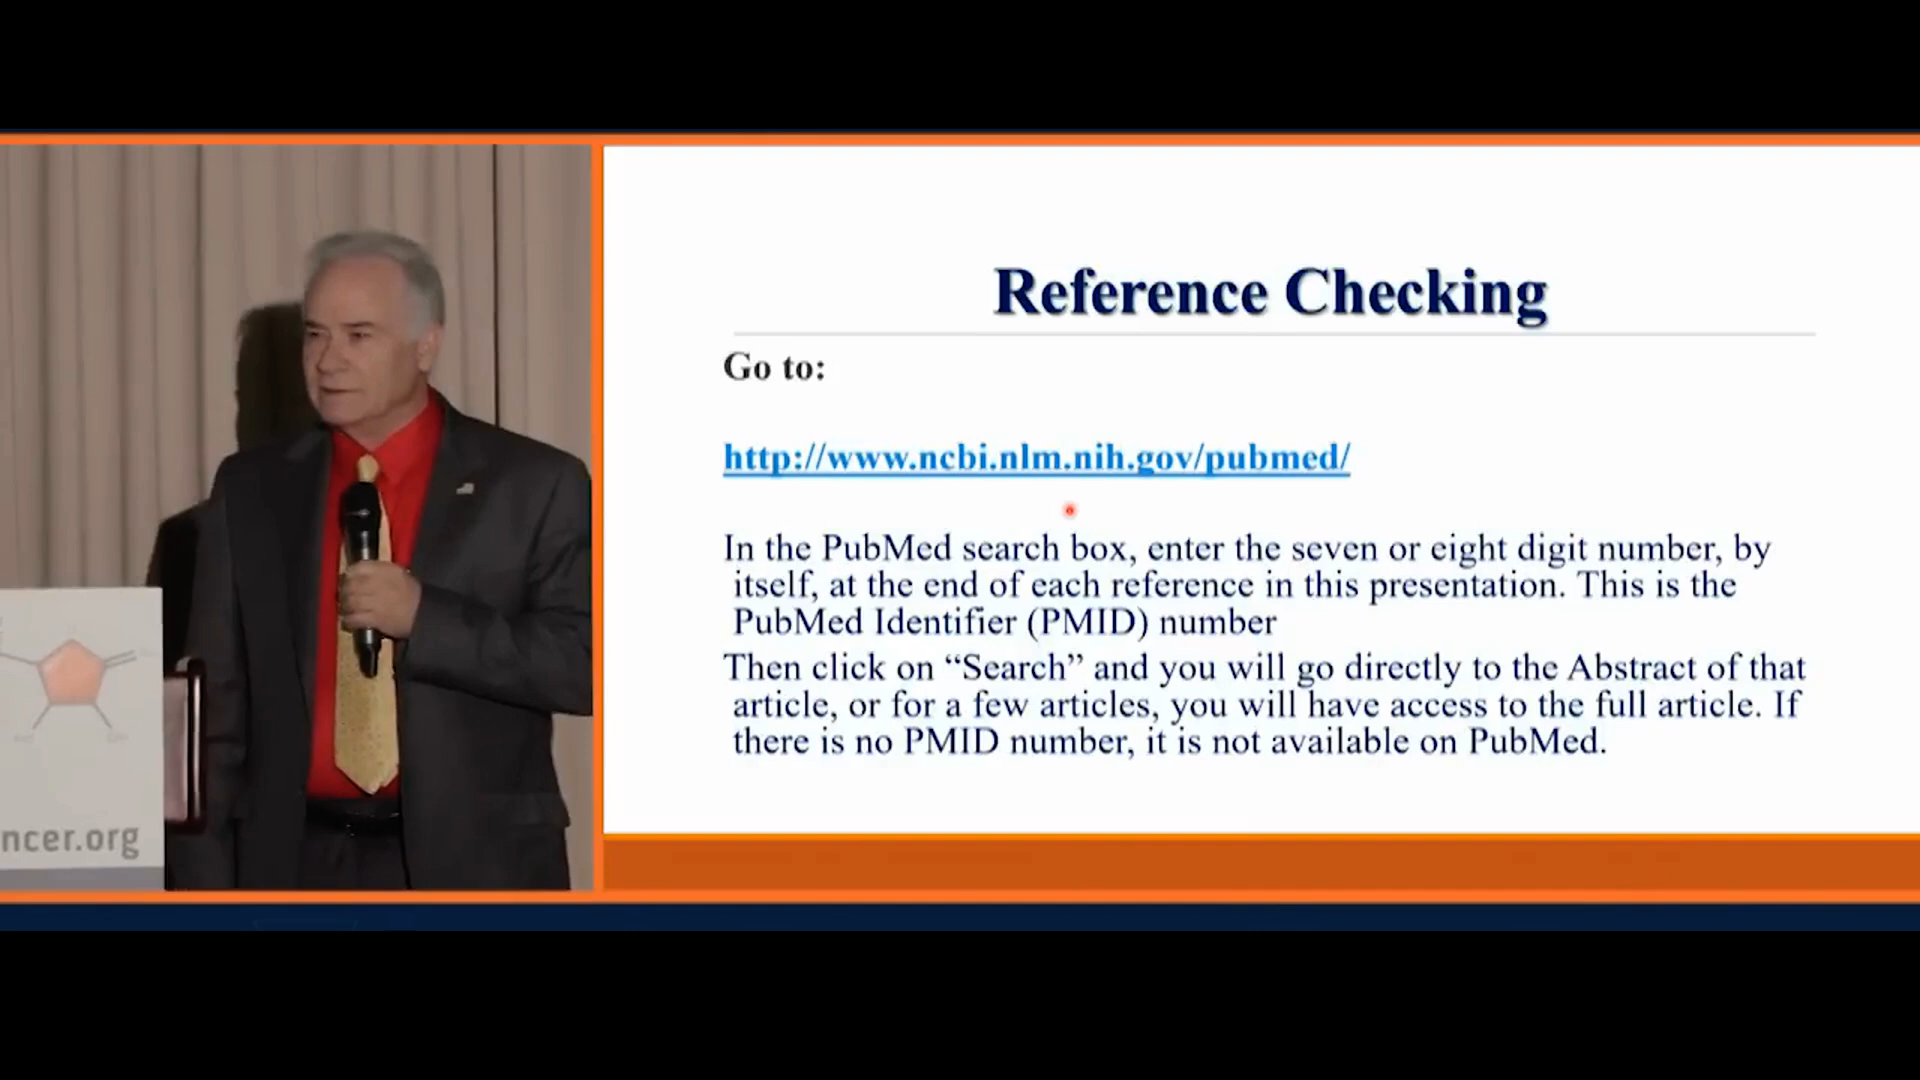 Reference Checking
Go to:
http://www.ncbi.nlm.nih.gov/pubmed/
In the PubMed search box, enter the seven or eight digit number, by
itself, at the end of each reference in this presentation. This is the
PubMed Identifier (PMID) number
Then click on “Search” and you will go directly to the Abstract of that
article, or for a few articles, you will have access to the full article. If
there is no PMID number, it is not available on PubMed.
ncer.org